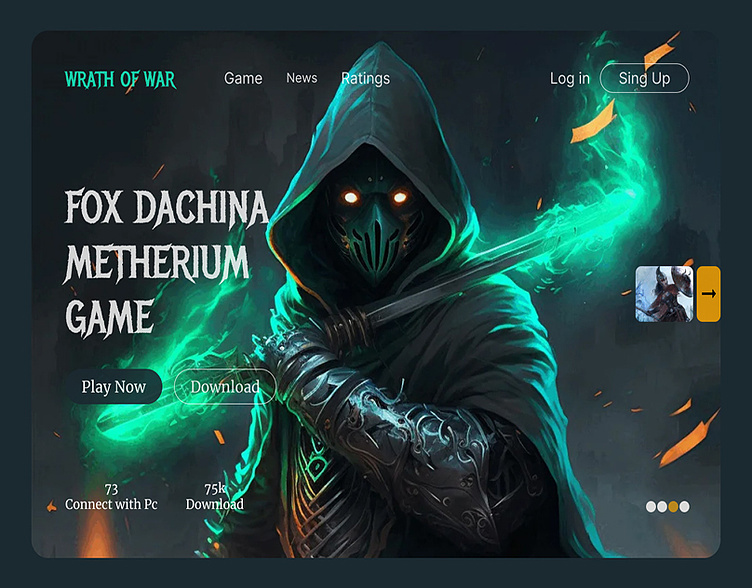 WRATH OF WAR
Game
News
Ratings
Log in
Sing Up
FOX DACHINA
METHERIUM
GAME
Play Now
Download
73
Connect with Pc
75k
Download